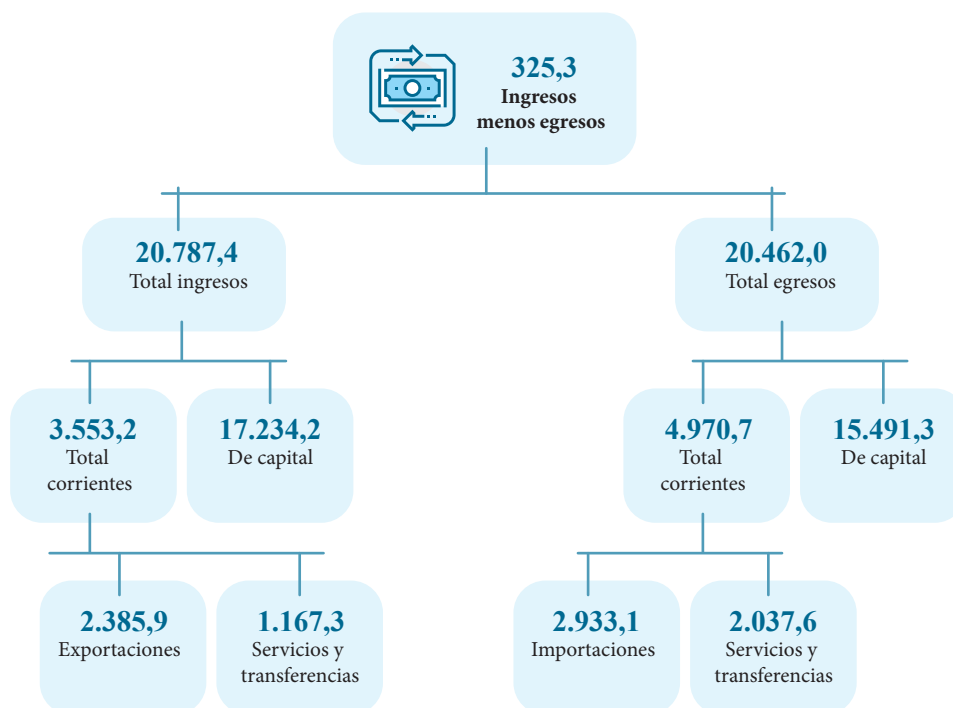 325,3
Ingresos
menos egresos
20.787,4
Total ingresos
20.462,0
Total egresos
3.553,2
Total
corrientes
17.234,2
De capital
4.970,7
Total
corrientes
15.491,3
De capital
2.385,9
Exportaciones
1.167,3
Servicios y
transferencias
2.933,1
Importaciones
2.037,6
Servicios y
transferencias